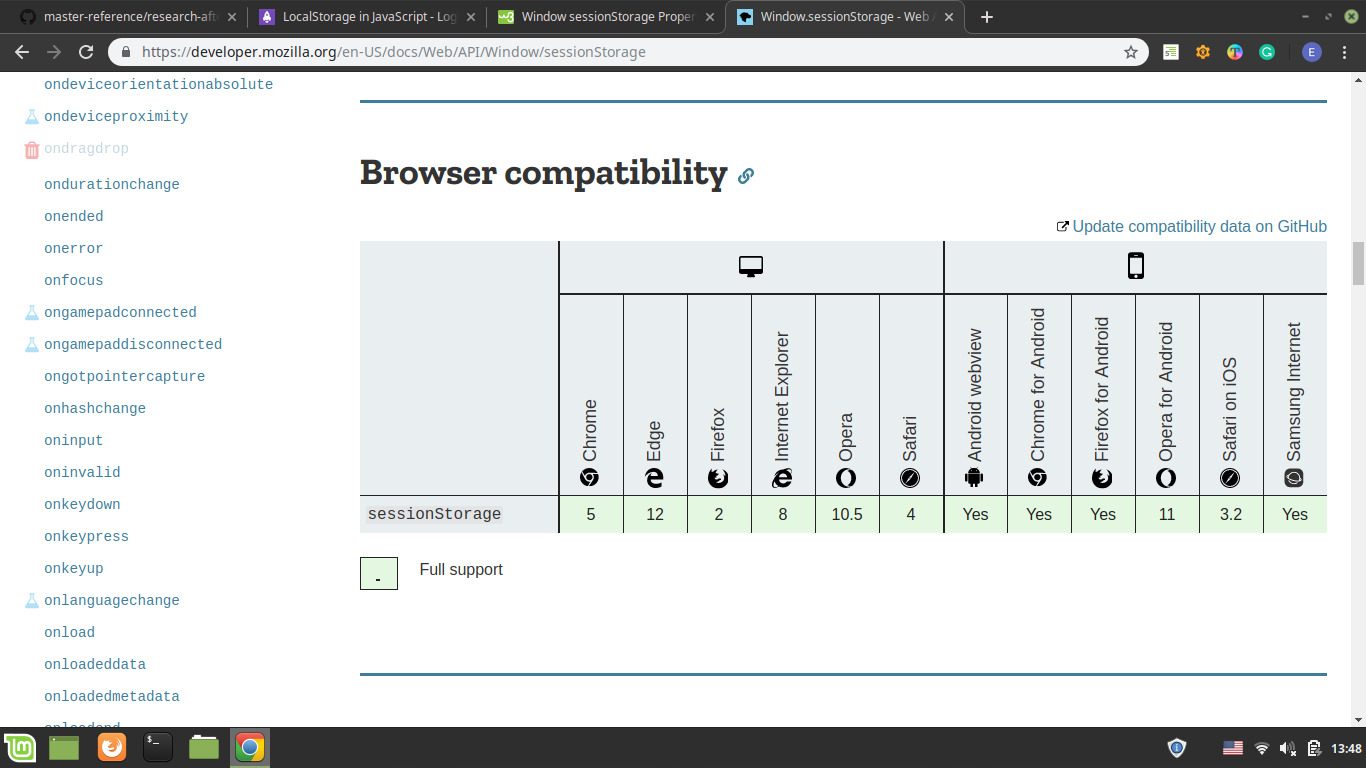 master-reference/research-aft
LocalStorage in JavaScript - Log
Window sessionStorage Proper
Window.sessionStorage - Web A
https://developer.mozilla.org/en-US/docs/Web/API/Window/sessionStorage
E
ondeviceorientationabsolute
ondeviceproximity
ondragdrop
ondurationchange
onended
onerror
onfocus
ongamepadconnected
ongamepaddisconnected
ongotpointercapture
onhashchange
oninput
oninvalid
onkeydown
onkeypress
onkeyup
onlanguagechange
onload
onloadeddata
onloadedmetadata
Browser compatibility
Update compatibility data on GitHub
Chrome
Edge
Firefox
Internet Explorer
Opera
Safari
Android webview
Chrome for Android
Firefox for Android
Opera for Android
Safari on iOS
Samsung Internet
sessionStorage 5 12 2 8 10.5 4 Yes Yes Yes 11 3.2 Yes
- Full support
13:48